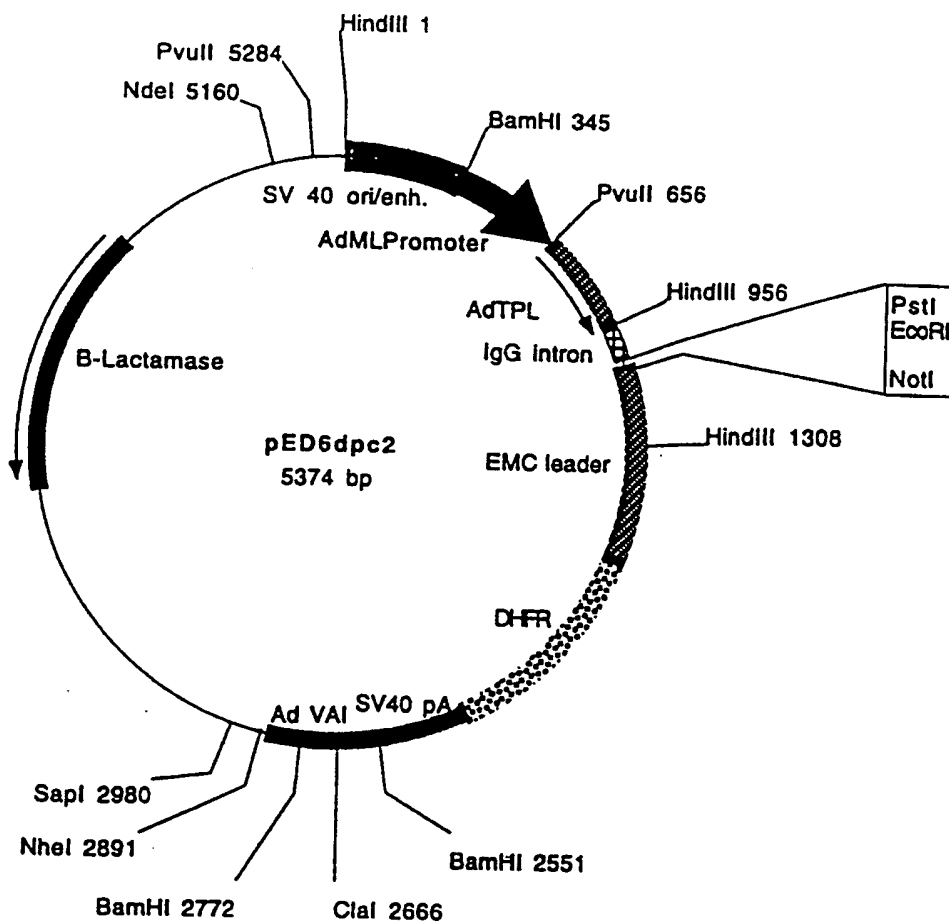 HindIII 1
PvuII 5284
NdeI 5160
BamHI 345
SV 40 ori/enh.
PvuII 656
AdMLPromoter
HindIII 956
AdTPL
PstI
EcoRI
IgG intron
B-Lactamase
NotI
pED6dpc2
HindIII 1308
EMC leader
5374 bp
DHFR
SV40 pA
Ad VAI
SapI 2980
NheI 2891
BamHI 2551
BamHI 2772
ClaI 2666